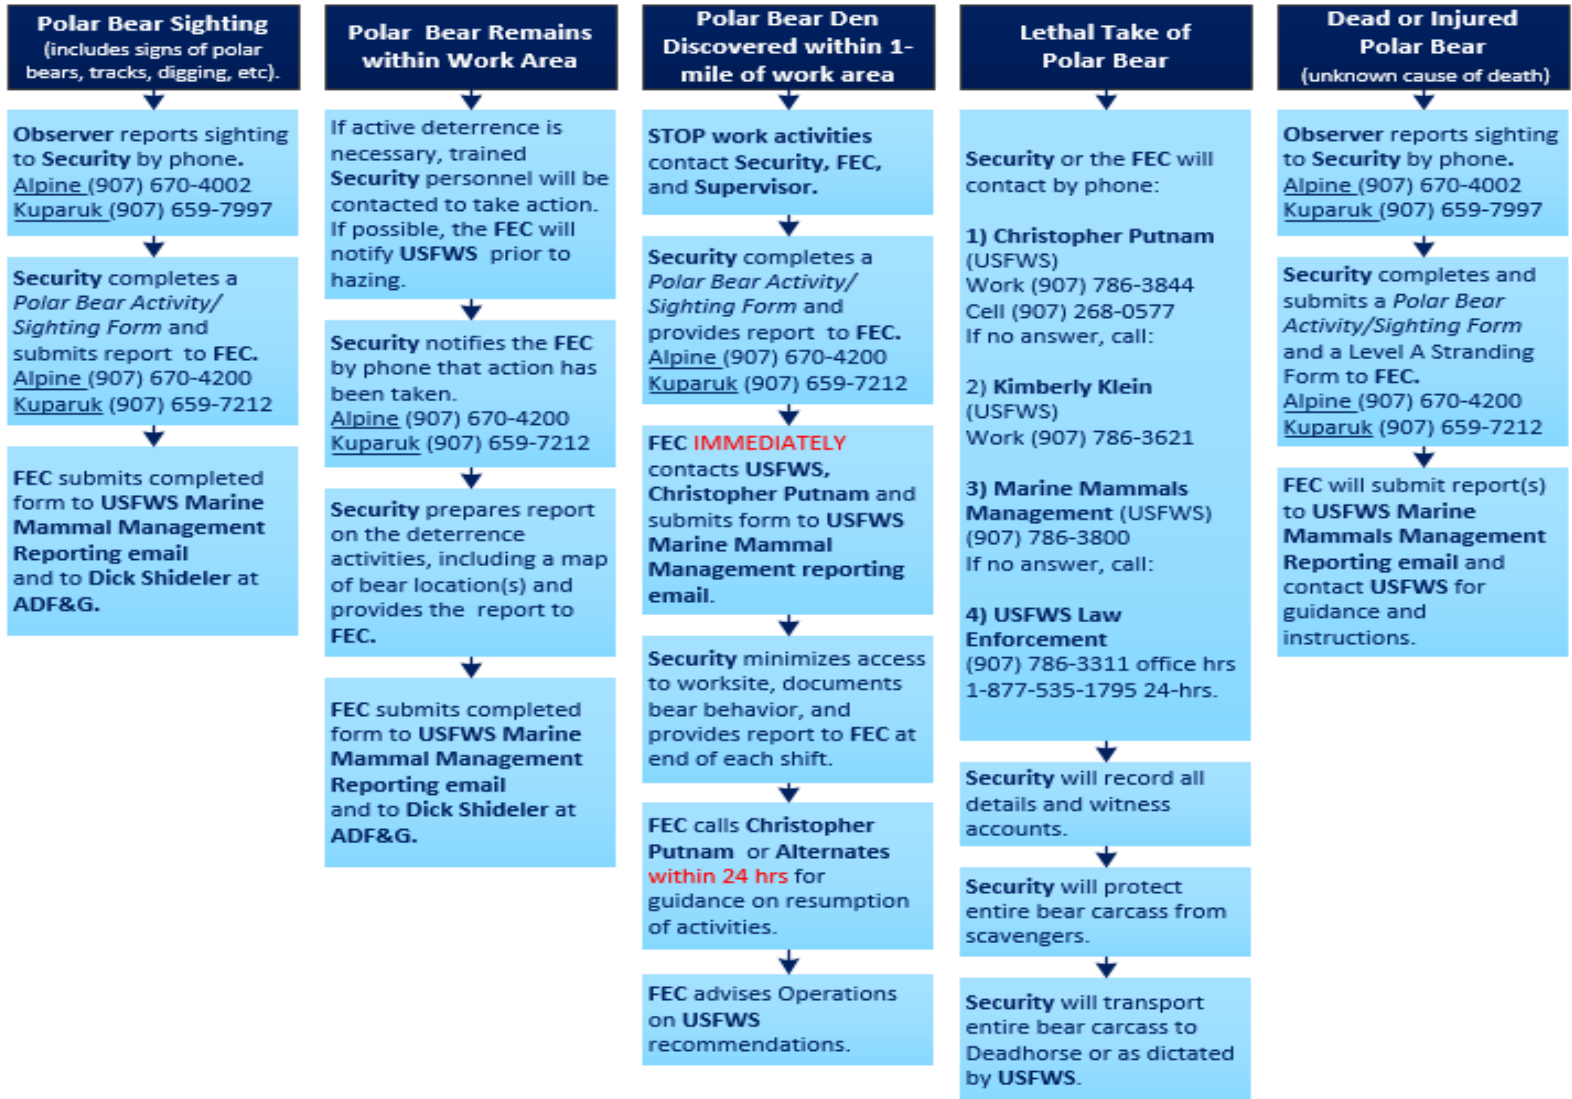 Polar Bear Sighting
(includes signs of polar
bears, tracks, digging, etc).
Observer reports sighting
to Security by phone.
Alpine (907) 670-4002
Kuparuk (907) 659-7997
Security completes a
Polar Bear Activity/
Sighting Form and
submits report to FEC.
Alpine (907) 670-4200
Kuparuk (907) 659-7212
FEC submits completed
form to USFWS Marine
Mammal Management
Reporting email
and to Dick Shideler at
ADF&G.
Polar Bear Remains
within Work Area
If active deterrence is
necessary, trained
Security personnel will be
contacted to take action.
If possible, the FEC will
notify USFWS prior to
hazing.
Security notifies the FEC
by phone that action has
been taken.
Alpine (907) 670-4200
Kuparuk (907) 659-7212
Security prepares report
on the deterrence
activities, including a map
of bear location(s) and
provides the report to
FEC.
FEC submits completed
form to USFWS Marine
Mammal Management
Reporting email
and to Dick Shideler at
ADF&G.
Polar Bear Den
Discovered within 1-
mile of work area
STOP work activities
contact Security, FEC,
and Supervisor.
Security completes a
Polar Bear Activity/
Sighting Form and
provides report to FEC.
Alpine (907) 670-4200
Kuparuk (907) 659-7212
FEC IMMEDIATELY
contacts USFWS,
Christopher Putnam and
submits form to USFWS
Marine Mammal
Management reporting
email.
Security minimizes access
to worksite, documents
bear behavior, and
provides report to FEC at
end of each shift.
FEC calls Christopher
Putnam or Alternates
within 24 hrs for
guidance on resumption
of activities.
FEC advises Operations
on USFWS
recommendations.
Lethal Take of
Polar Bear
Security or the FEC will
contact by phone:
1) Christopher Putnam
(USFWS)
Work (907) 786-3844
Cell (907) 268-0577
If no answer, call:
2) Kimberly Klein
(USFWS)
Work (907) 786-3621
3) Marine Mammals
Management (USFWS)
(907) 786-3800
If no answer, call:
4) USFWS Law
Enforcement
(907) 786-3311 office hrs
1-877-535-1795 24-hrs.
Security will record all
details and witness
accounts.
Security will protect
entire bear carcass from
scavengers.
Security will transport
entire bear carcass to
Deadhorse or as dictated
by USFWS.
Dead or Injured
Polar Bear
(unknown cause of death)
Observer reports sighting
to Security by phone.
Alpine (907) 670-4002
Kuparuk (907) 659-7997
Security completes and
submits a Polar Bear
Activity/Sighting Form
and a Level A Stranding
Form to FEC.
Alpine (907) 670-4200
Kuparuk (907) 659-7212
FEC will submit report(s)
to USFWS Marine
Mammals Management
Reporting email and
contact USFWS for
guidance and
instructions.